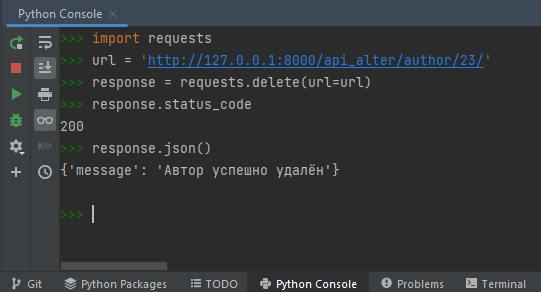 Python Console ×
>>> import requests
>>> url = 'http://127.0.0.1:8000/api_alter/author/23/'
>>> response = requests.delete(url=url)
>>> response.status_code
200
>>> response.json()
{'message': 'Автор успешно удалён'}
>>>
Git Python Packages TODO Python Console Problems Terminal